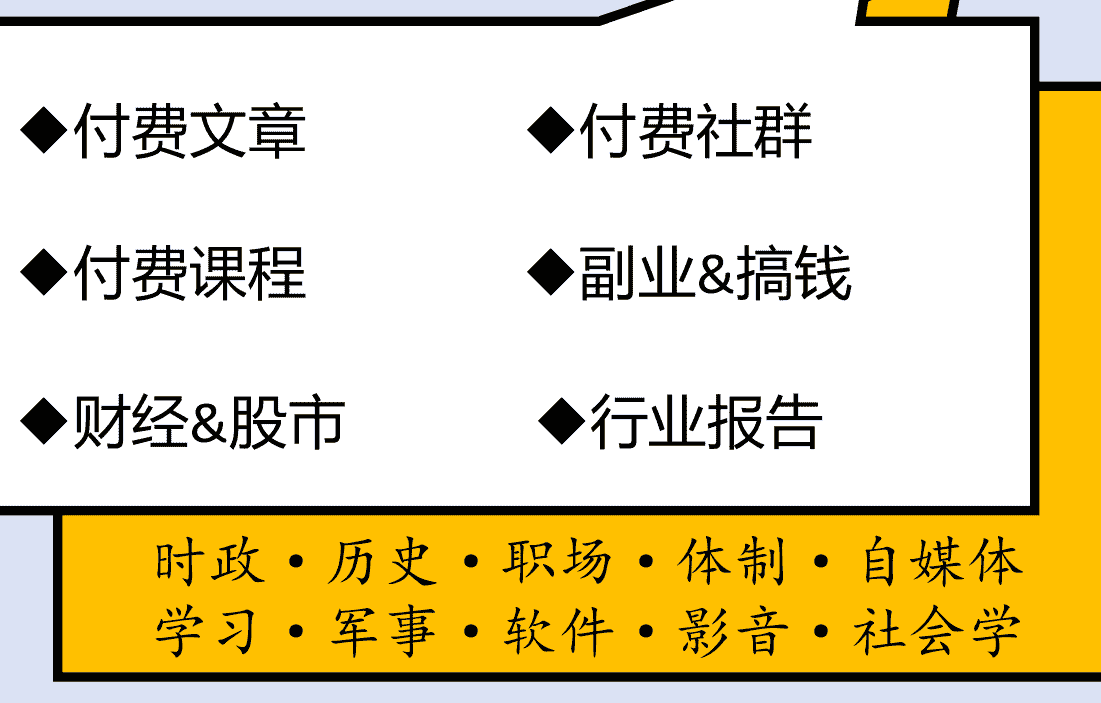 ◆付费文章 ◆付费社群
◆付费课程 ◆副业&搞钱
◆财经&股市 ◆行业报告
时政·历史·职场·体制·自媒体
学习·军事·软件·影音·社会学